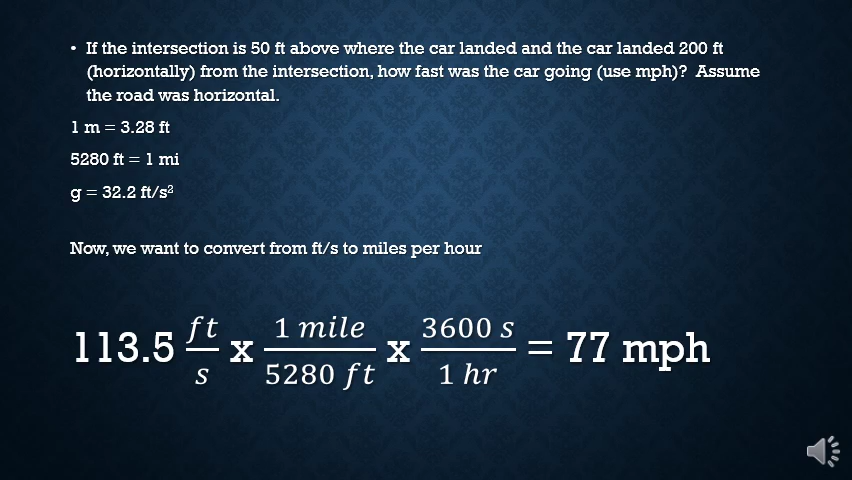 • If the intersection is 50 ft above where the car landed and the car landed 200 ft
(horizontally) from the intersection, how fast was the car going (use mph)? Assume
the road was horizontal.
1 m = 3.28 ft
5280 ft = 1 mi
g = 32.2 ft/s²
Now, we want to convert from ft/s to miles per hour
113.5 ft/s x 1 mile/5280 ft x 3600 s/1 hr = 77 mph